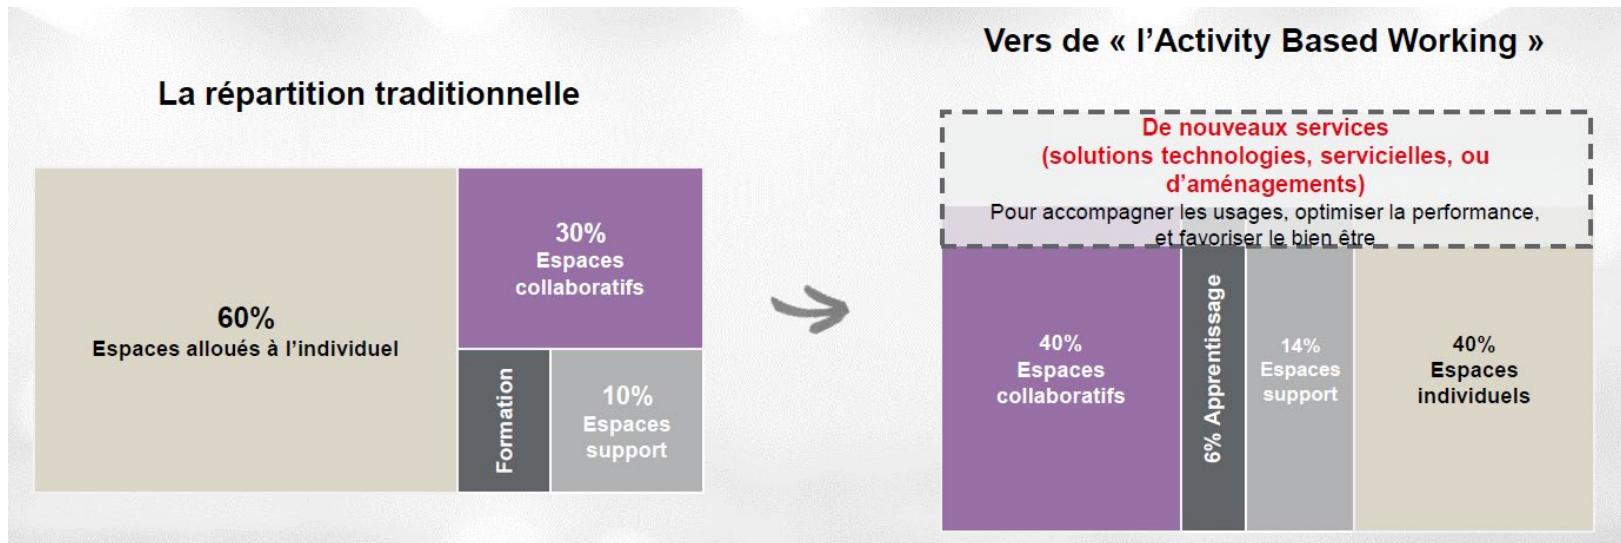 La répartition traditionnelle
60%
Espaces alloués à l'individuel
30%
Espaces
collaboratifs
Formation
10%
Espaces
support
Vers de « l'Activity Based Working »
De nouveaux services
(solutions technologies, servicielles, ou
d'aménagements)
Pour accompagner les usages, optimiser la performance,
et favoriser le bien être
40%
Espaces
collaboratifs
6% Apprentissage
14%
Espaces
support
40%
Espaces
individuels